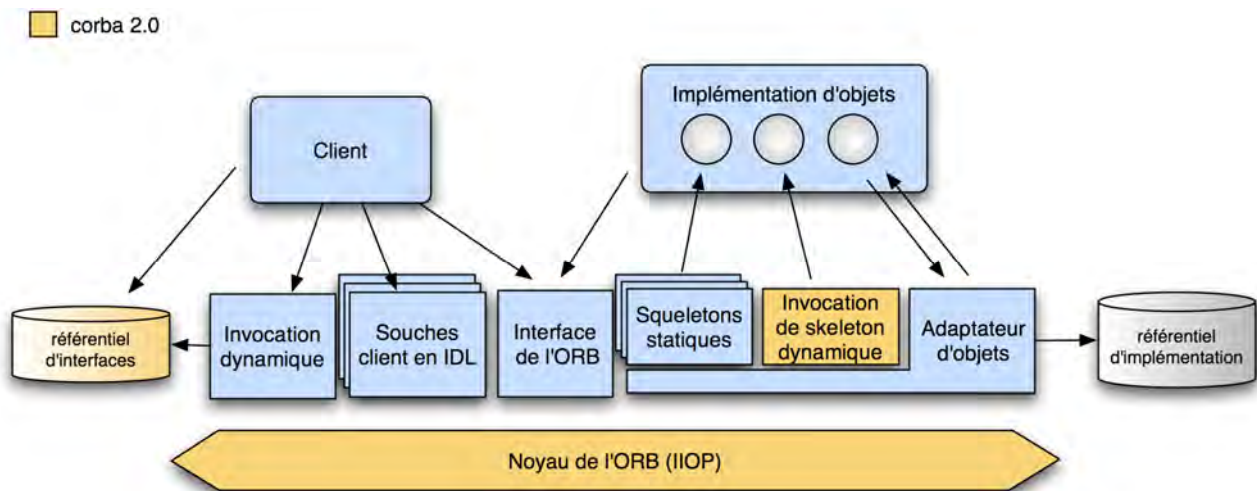 corba 2.0
Client
Implémentation d'objets
référentiel
d'interfaces
Invocation
dynamique
Souches
client en IDL
Interface
de l'ORB
Squeletons
statiques
Invocation
de skeleton
dynamique
Adaptateur
d'objets
référentiel
d'implémentation
Noyau de l'ORB (IIOP)